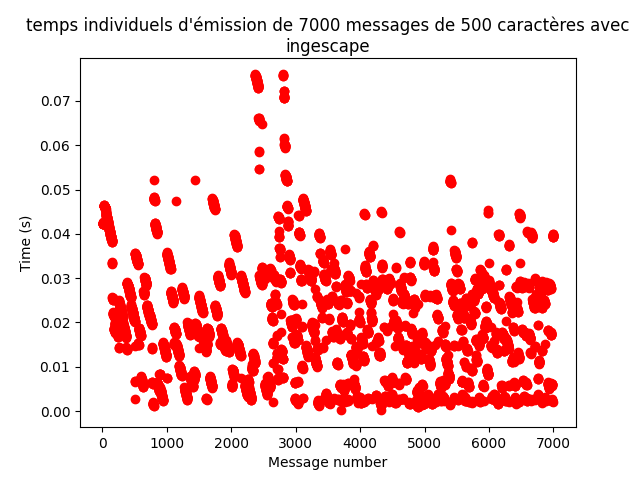 temps individuels d'émission de 7000 messages de 500 caractères avec
ingescape
0.07
0.06
0.05
0.04
0.03
0.02
0.01
0.00
Time (s)
0 1000 2000 3000 4000 5000 6000 7000
Message number